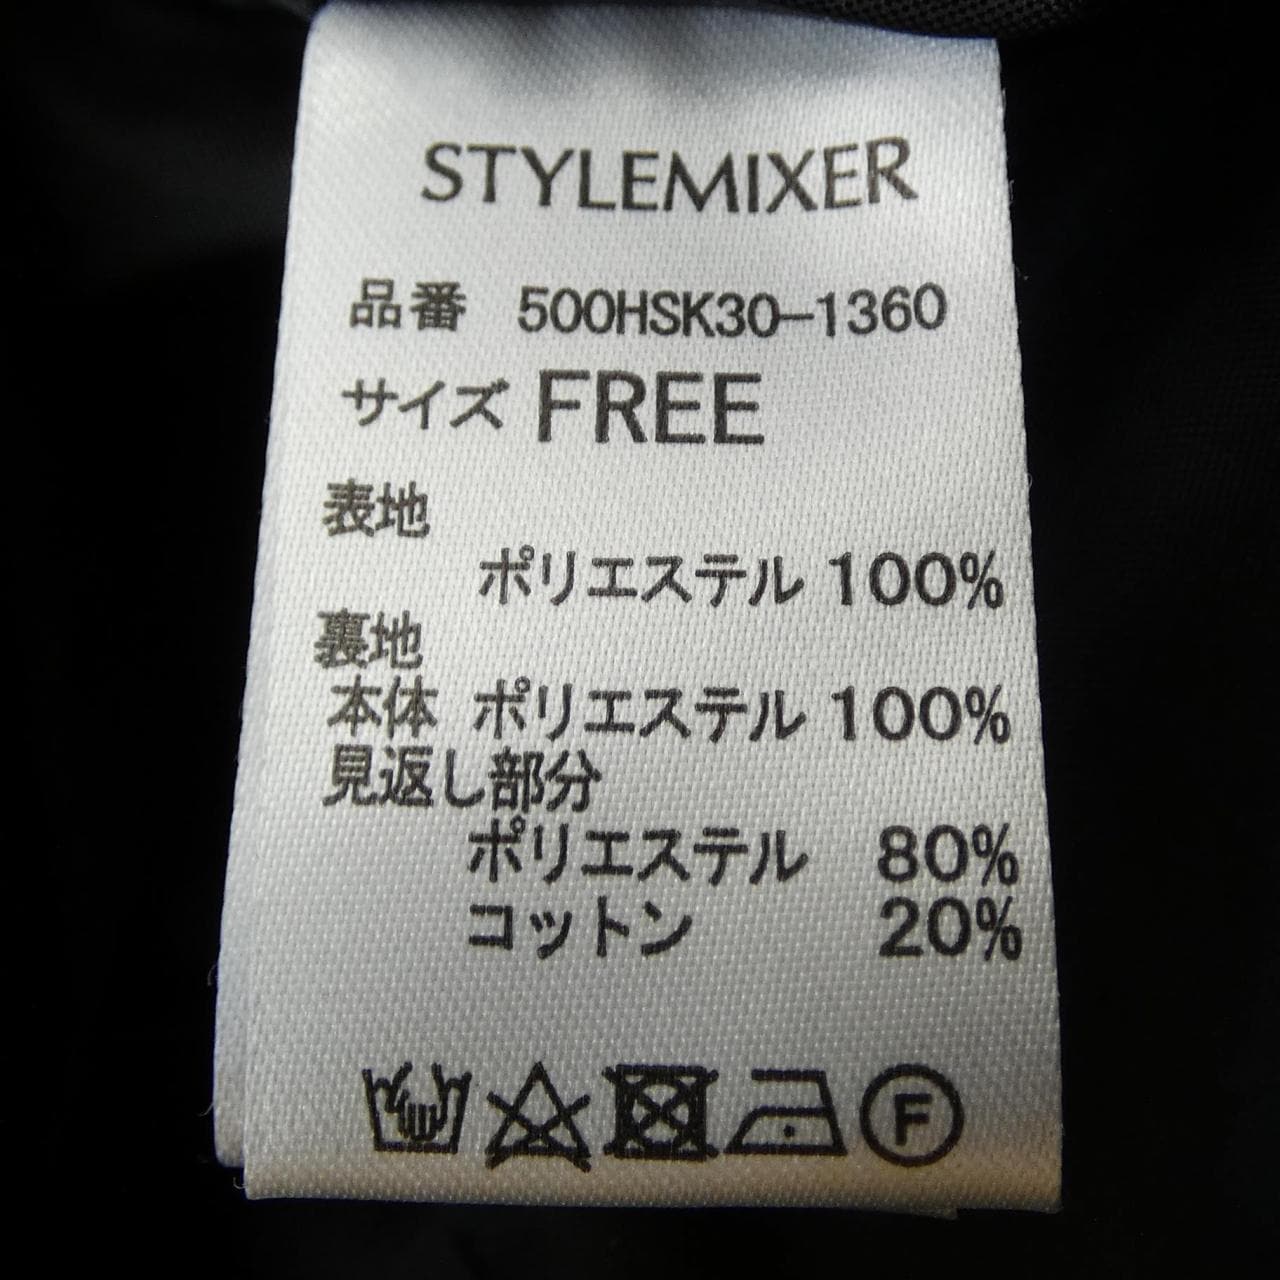 STYLEMIXER
品番 500HSK30-1360
サイズ FREE
表地
ポリエステル 100%
裏地
本体 ポリエステル 100%
見返し部分
ポリエステル 80%
コットン 20%
F